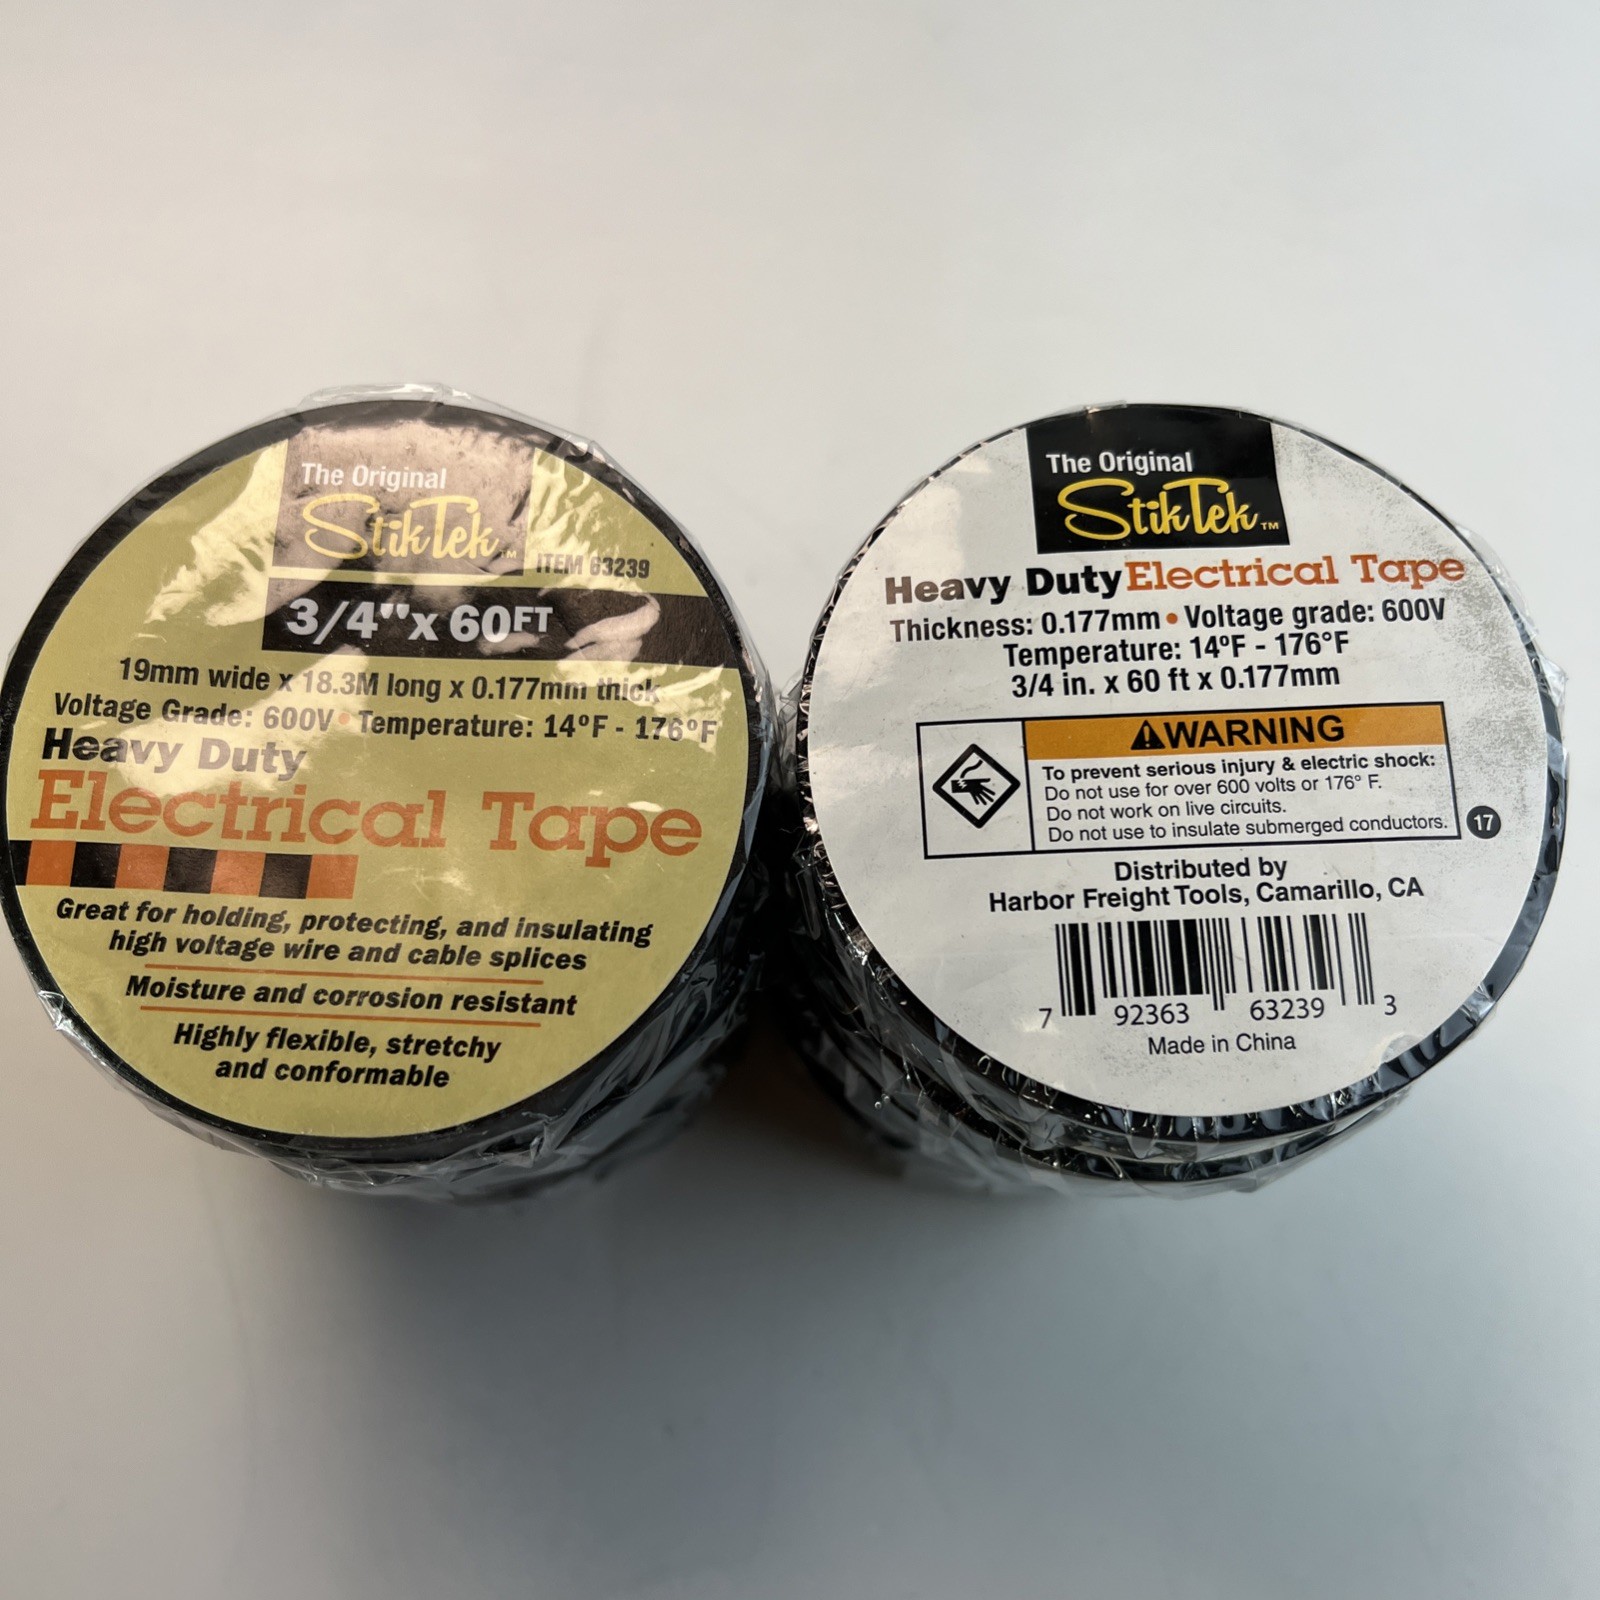 The Original
StikTek™
ITEM 63239
3/4"x 60FT
19mm wide x 18.3M long x 0.177mm thick
Voltage Grade: 600V • Temperature: 14ºF - 176ºF
Heavy Duty
Electrical Tape
Great for holding, protecting, and insulating
high voltage wire and cable splices
Moisture and corrosion resistant
Highly flexible, stretchy
and conformable
The Original
StikTek™
Heavy Duty Electrical Tape
Thickness: 0.177mm • Voltage grade: 600V
Temperature: 14ºF - 176°F
3/4 in. x 60 ft x 0.177mm
WARNING
To prevent serious injury & electric shock:
Do not use for over 600 volts or 176° F.
Do not work on live circuits.
Do not use to insulate submerged conductors.
17
Distributed by
Harbor Freight Tools, Camarillo, CA
7 92363 63239 3
Made in China